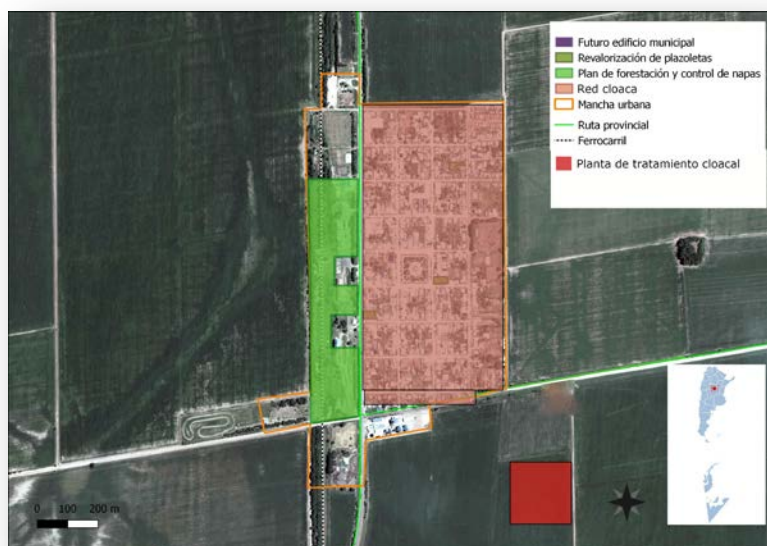 Futuro edificio municipal
Revalorización de plazoletas
Plan de forestación y control de napas
Red cloaca
Mancha urbana
Ruta provincial
Ferrocarril
Planta de tratamiento cloacal
0 100 200 m